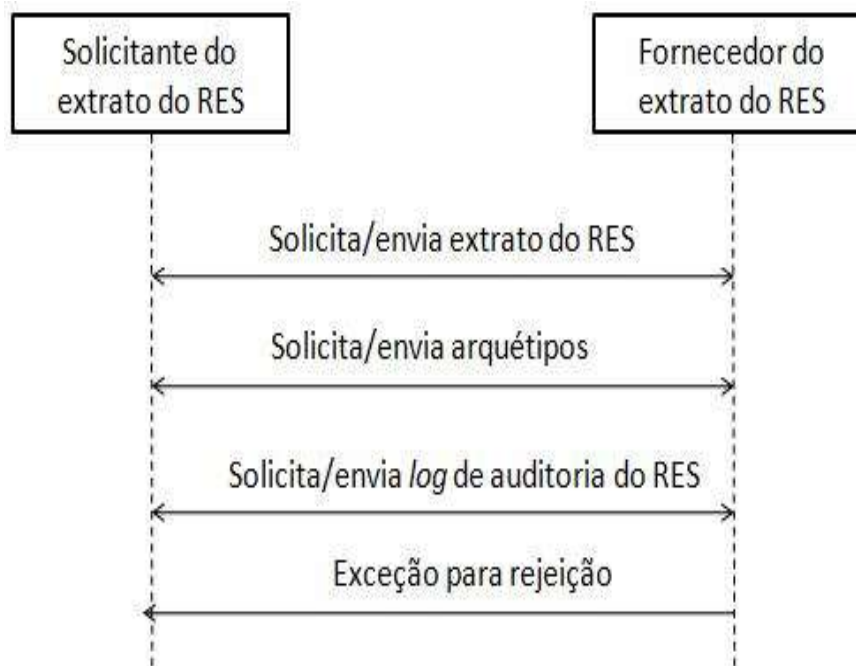 Solicitante do
extrato do RES
Fornecedor do
extrato do RES
Solicita/envia extrato do RES
Solicita/envia arquétipos
Solicita/envia log de auditoria do RES
Exceção para rejeição